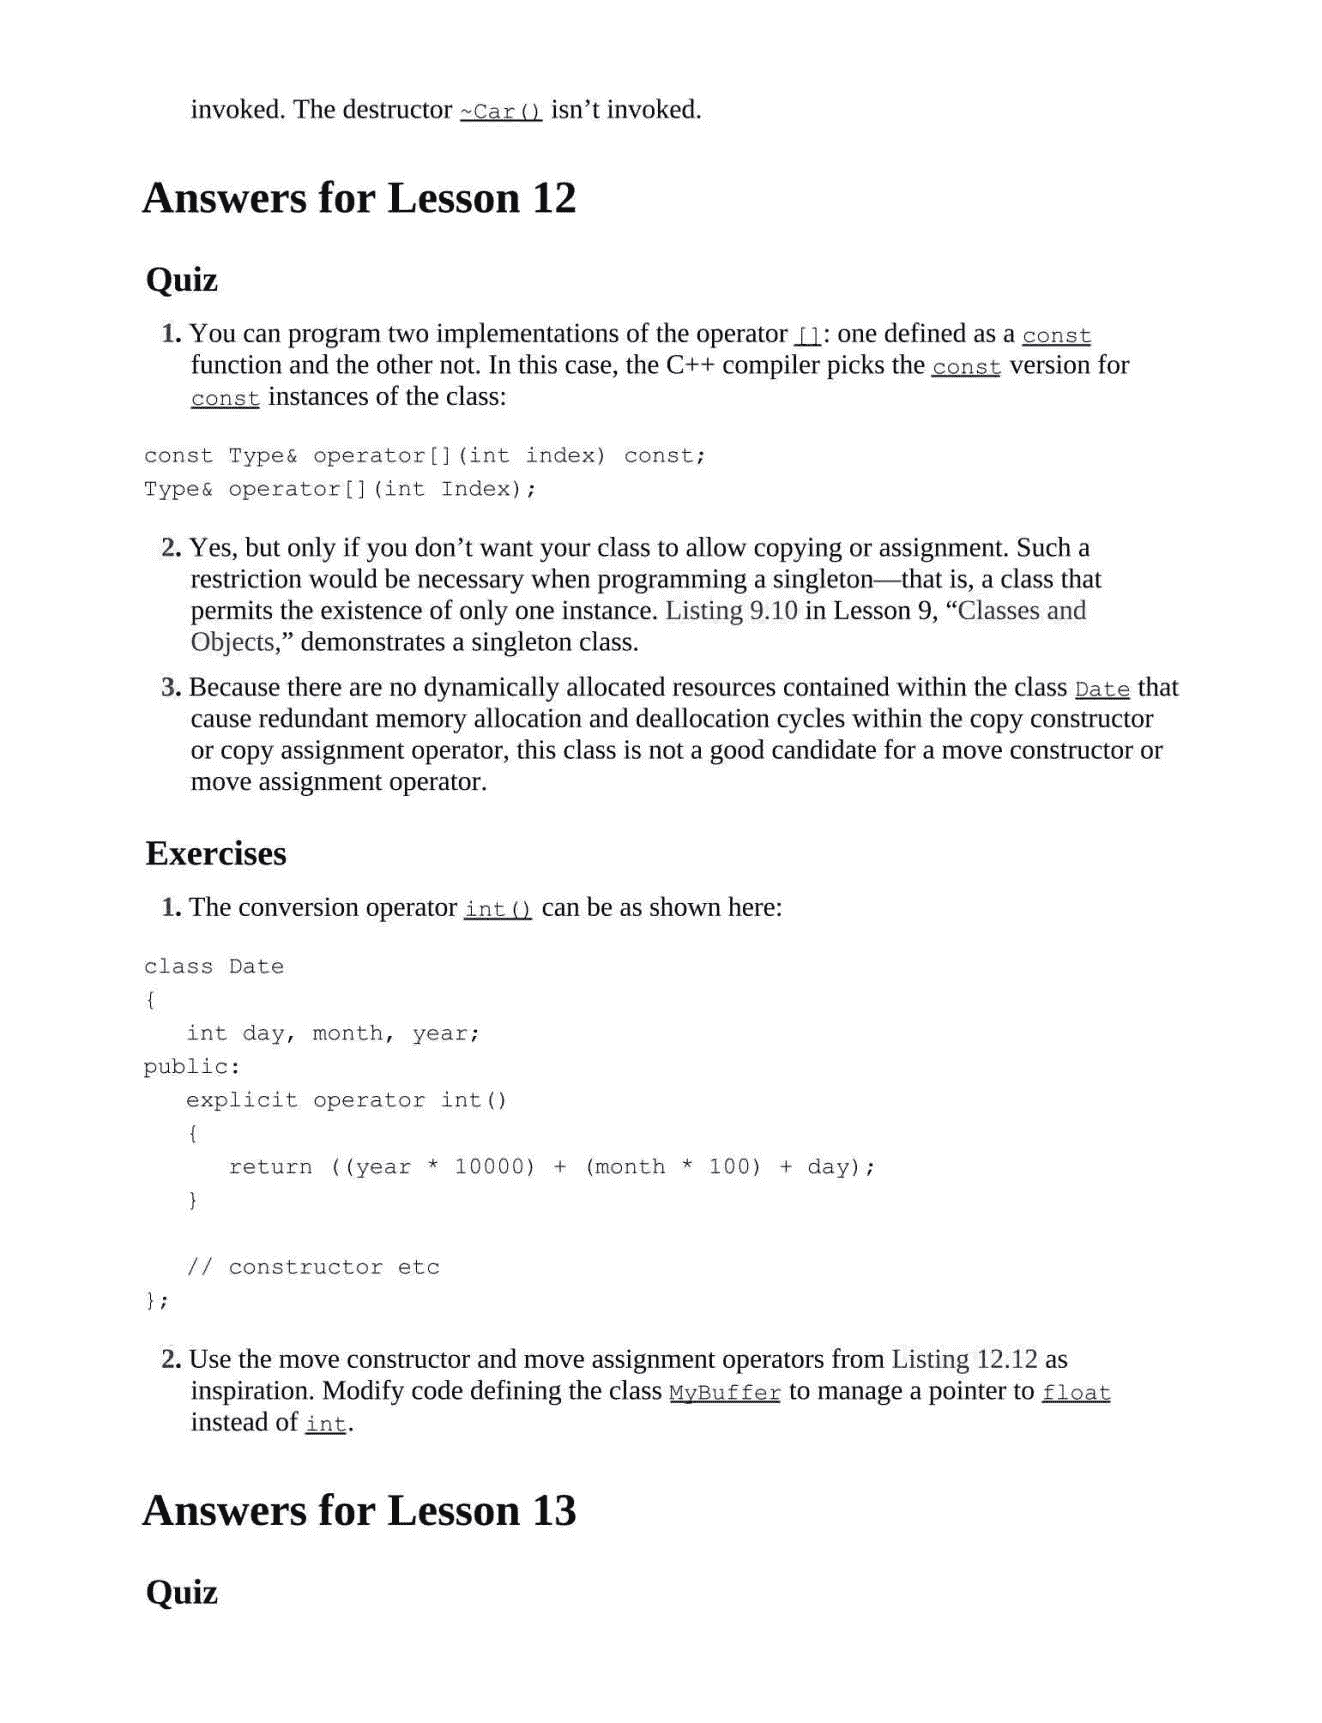 invoked. The destructor ~Car() isn’t invoked.
Answers for Lesson 12
Quiz
1. You can program two implementations of the operator []: one defined as a const
function and the other not. In this case, the C++ compiler picks the const version for
const instances of the class:
const Type& operator[](int index) const;
Type& operator[](int Index);
2. Yes, but only if you don’t want your class to allow copying or assignment. Such a
restriction would be necessary when programming a singleton—that is, a class that
permits the existence of only one instance. Listing 9.10 in Lesson 9, “Classes and
Objects,” demonstrates a singleton class.
3. Because there are no dynamically allocated resources contained within the class Date that
cause redundant memory allocation and deallocation cycles within the copy constructor
or copy assignment operator, this class is not a good candidate for a move constructor or
move assignment operator.
Exercises
1. The conversion operator int() can be as shown here:
class Date
{
   int day, month, year;
public:
   explicit operator int()
   {
      return ((year * 10000) + (month * 100) + day);
   }
   // constructor etc
};
2. Use the move constructor and move assignment operators from Listing 12.12 as
inspiration. Modify code defining the class MyBuffer to manage a pointer to float
instead of int.
Answers for Lesson 13
Quiz